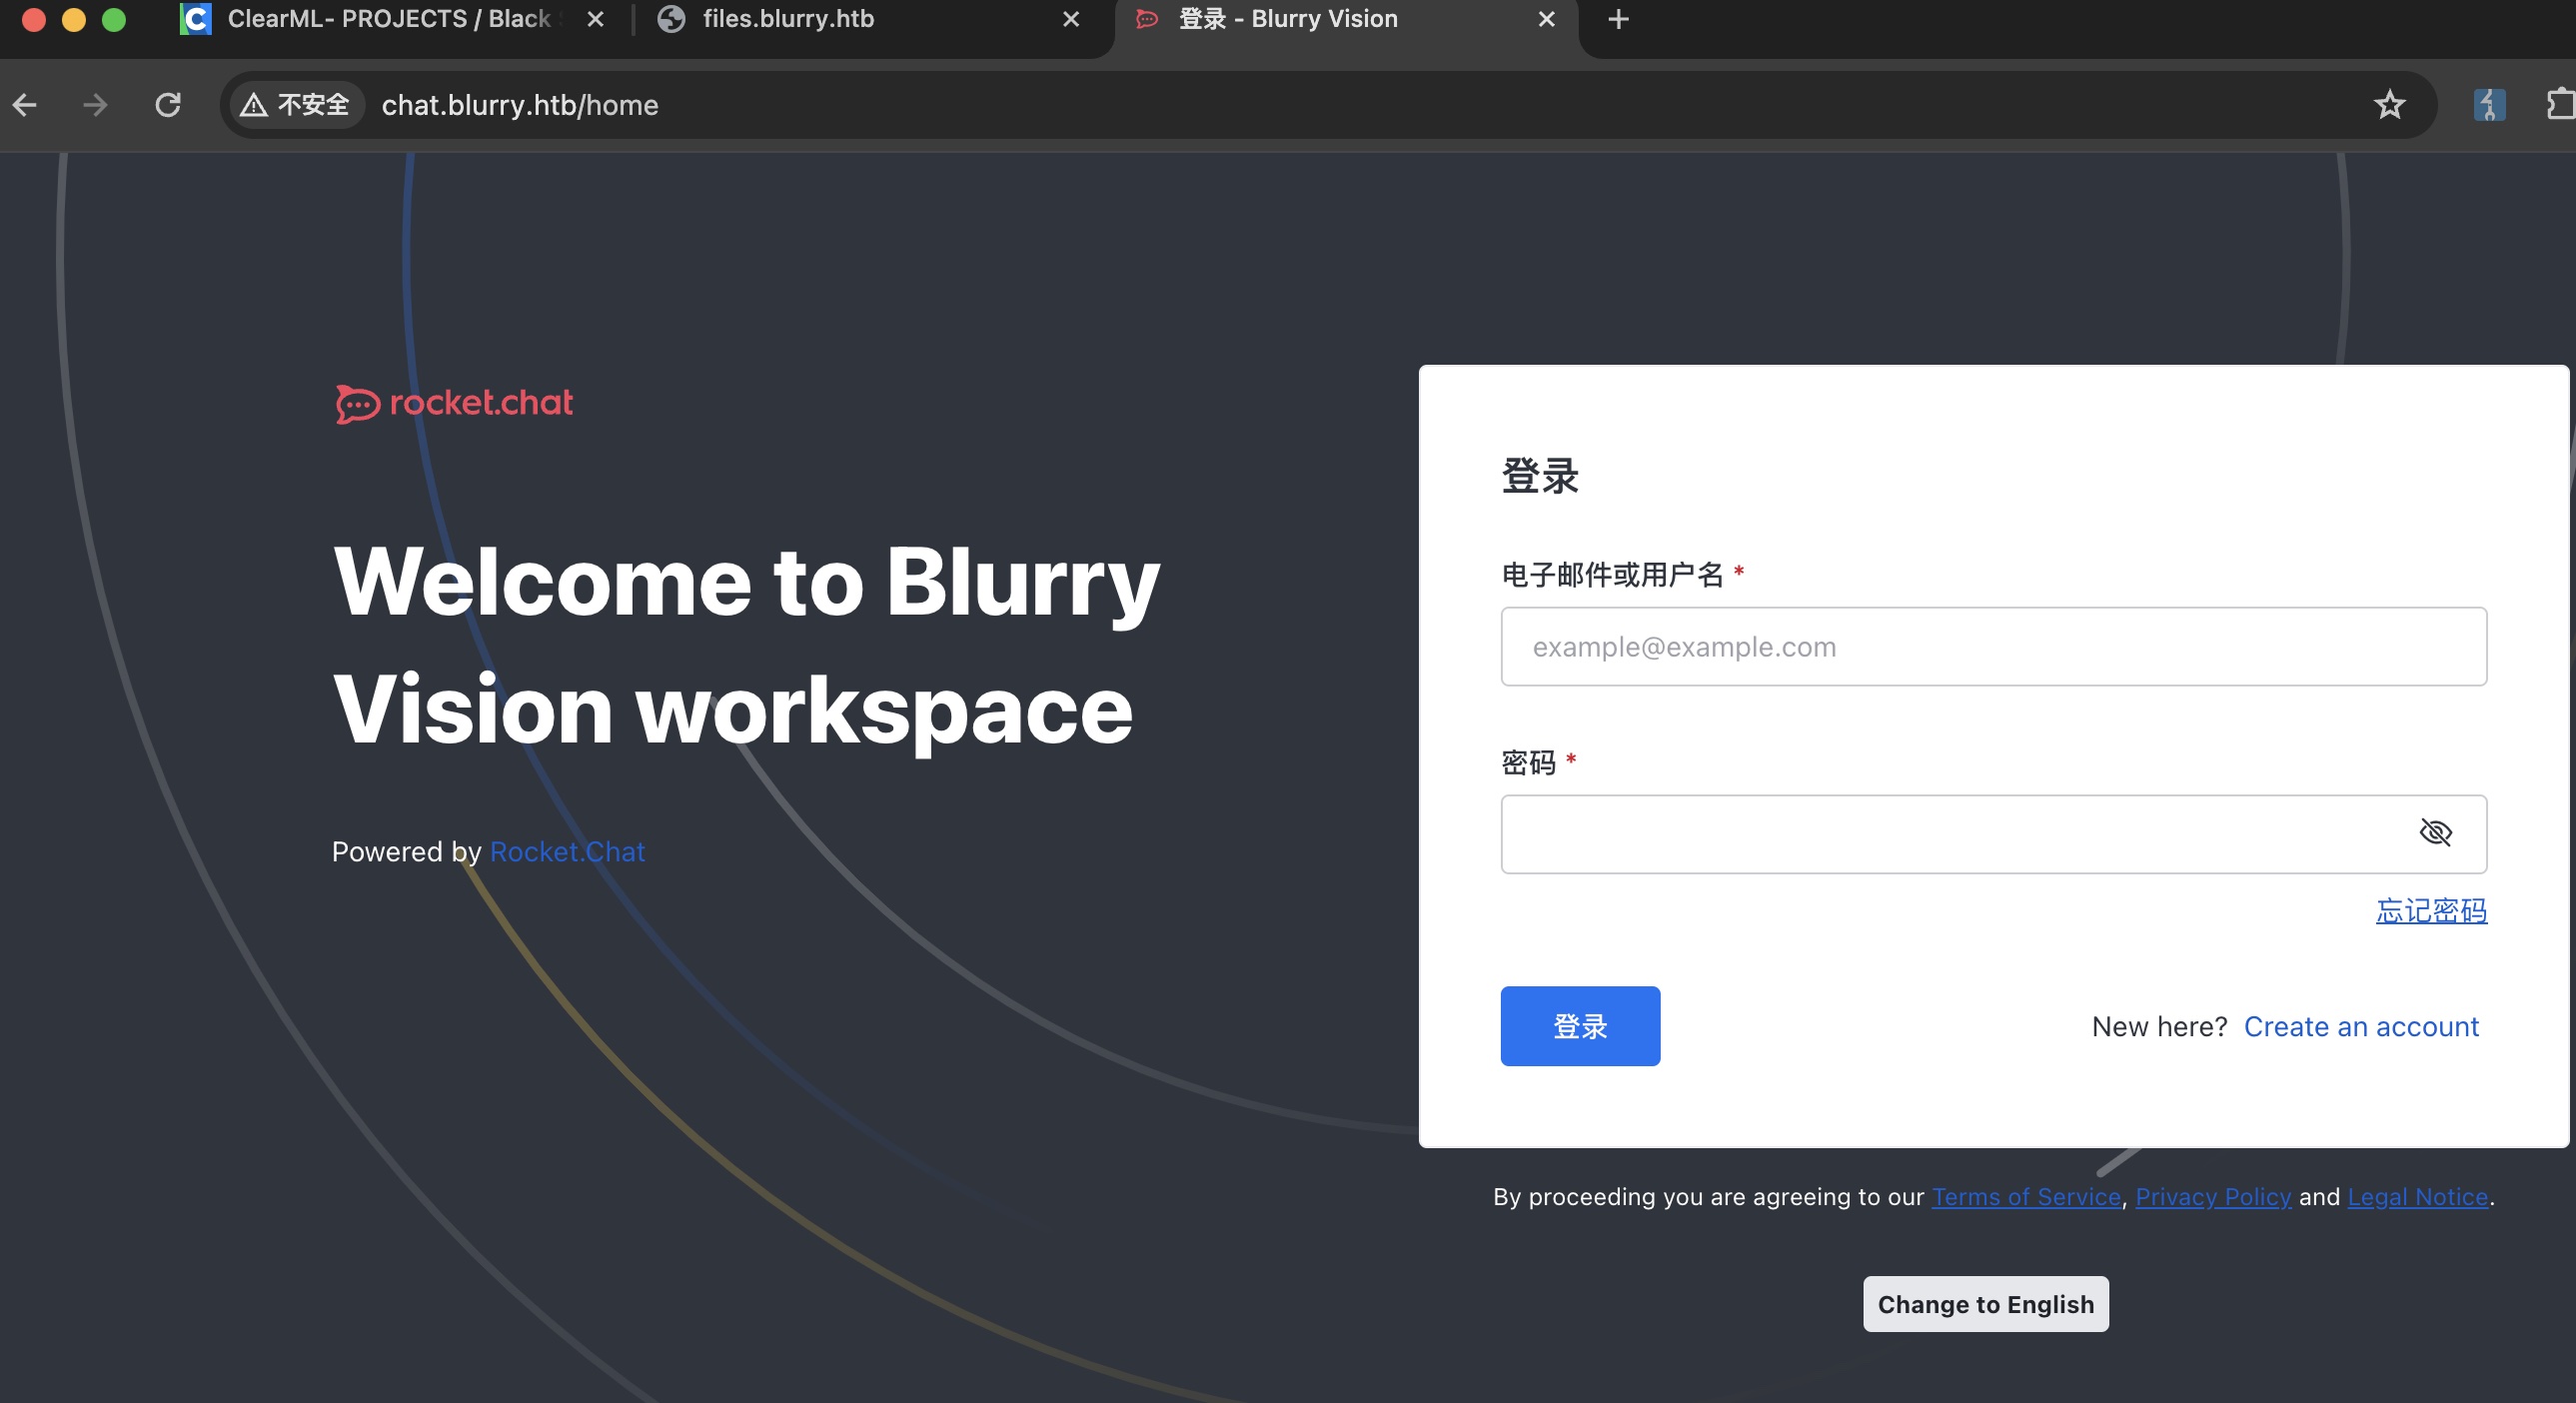 ClearML- PROJECTS / Black
files.blurry.htb
登录 - Blurry Vision
不安全
chat.blurry.htb/home
rocket.chat
Welcome to Blurry
Vision workspace
Powered by Rocket.Chat
登录
电子邮件或用户名 *
example@example.com
密码 *
忘记密码
登录
New here? Create an account
By proceeding you are agreeing to our Terms of Service, Privacy Policy and Legal Notice.
Change to English